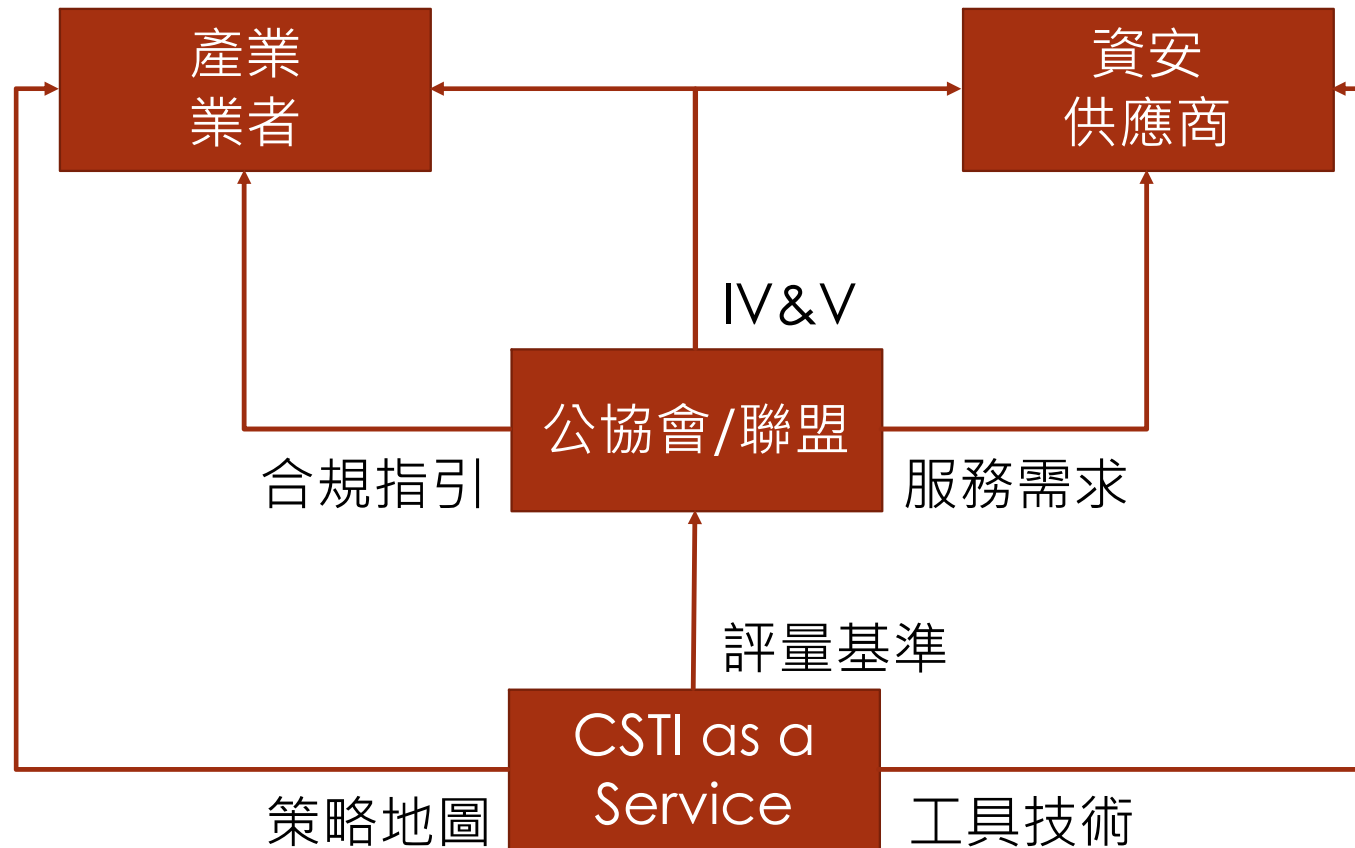 產業
業者
資安
供應商
IV&V
公協會/聯盟
合規指引
服務需求
評量基準
CSTI as a
Service
策略地圖
工具技術